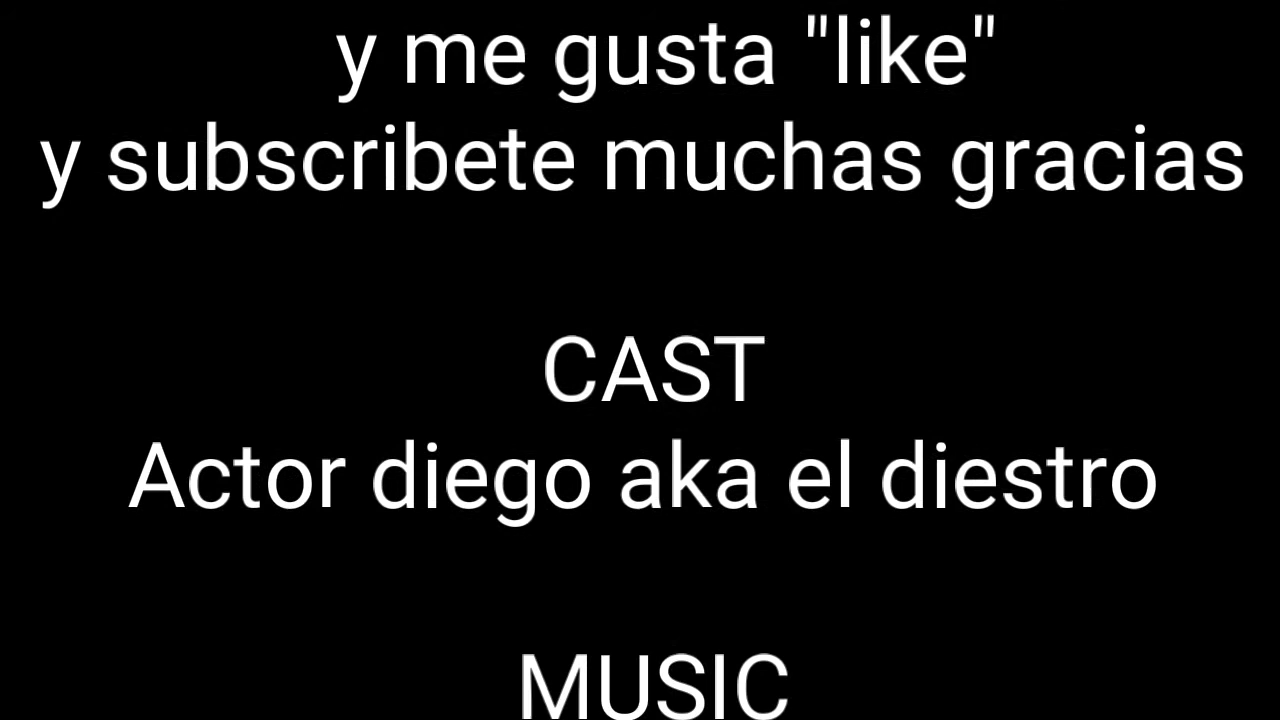 y me gusta "like"
y subscribete muchas gracias
CAST
Actor diego aka el diestro
MUSIC